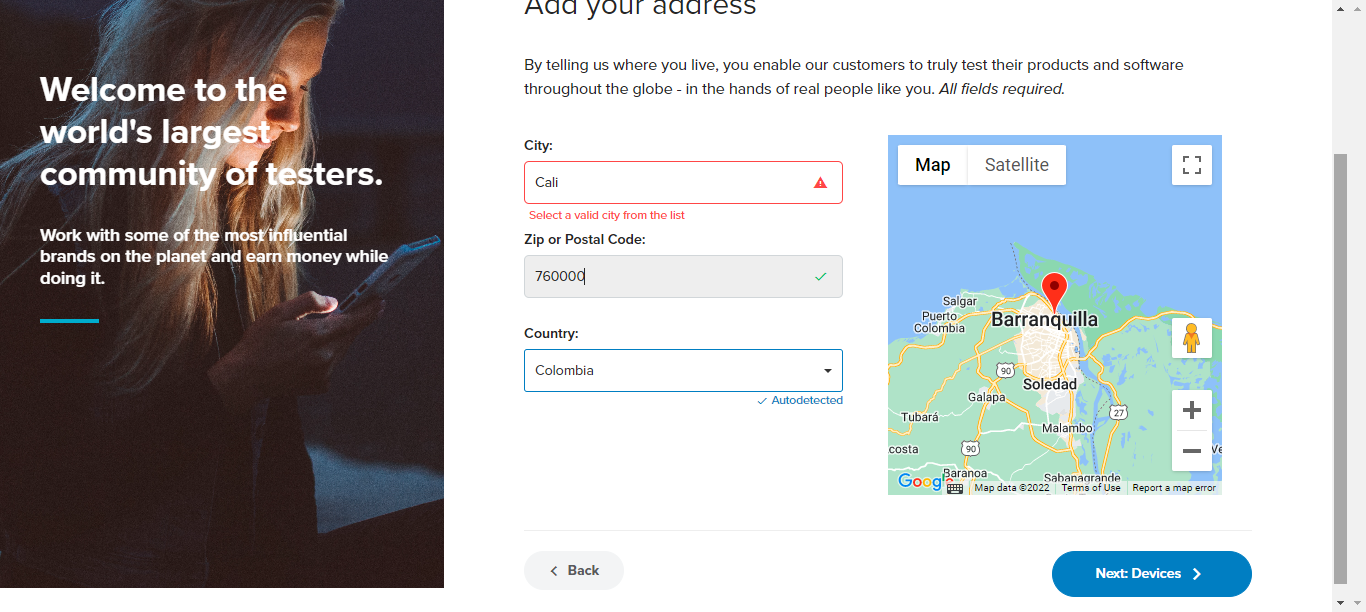 Add your address
Welcome to the
world's largest
community of testers.
Work with some of the most influential
brands on the planet and earn money while
doing it.
By telling us where you live, you enable our customers to truly test their products and software
throughout the globe - in the hands of real people like you. All fields required.
City:
Cali
Select a valid city from the list
Zip or Postal Code:
760000
Country:
Colombia
Autodetected
Map
Satellite
Salgar
Puerto
Colombia
Barranquilla
90
Soledad
Galapa
27
Tubará
Malambo
costa
90
Ve
Baranoa
Sabanagrande
Google
Map data ©2022
Terms of Use
Report a map error
Back
Next: Devices